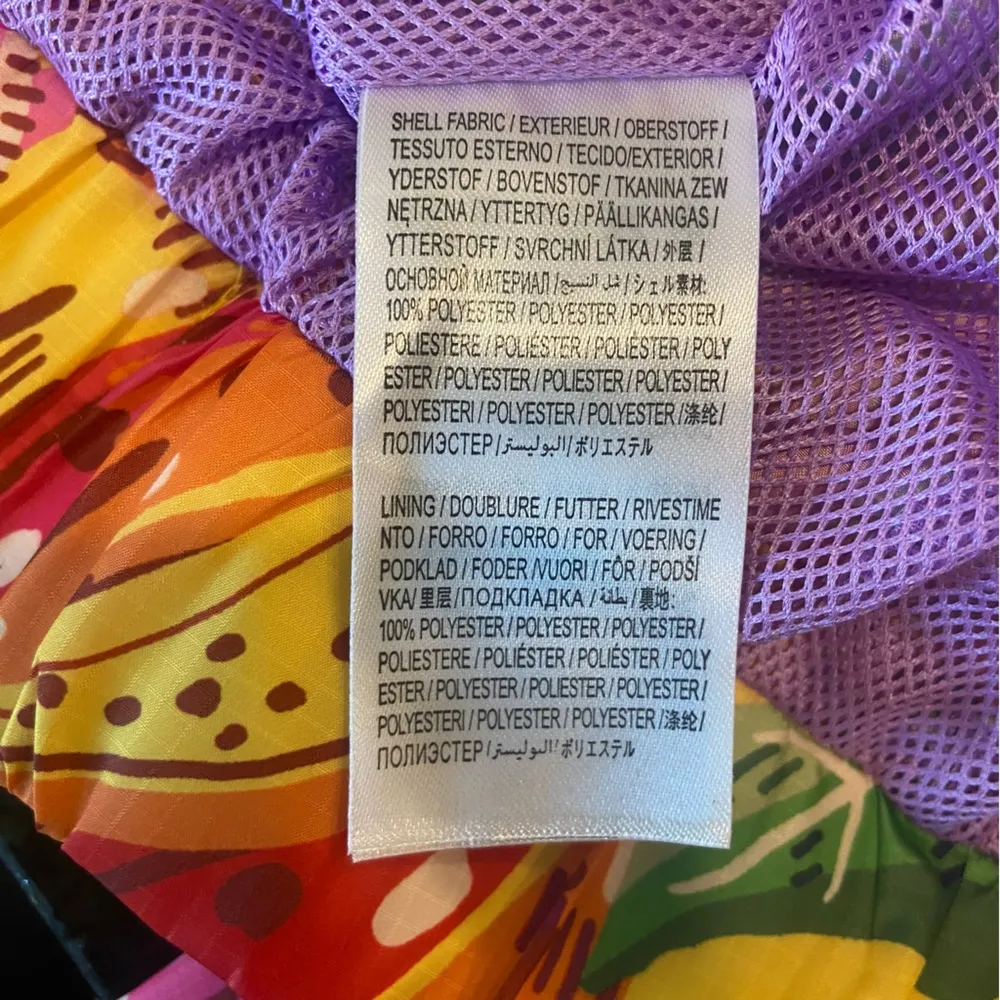 SHELL FABRIC / EXTERIEUR / OBERSTOFF /
TESSUTO ESTERNO / TECIDO/EXTERIOR /
YDERSTOF / BOVENSTOF / TKANINA ZEW
NĘTRZNA / YTTERTYG / PÄÄLLIKANGAS /
YTTERSTOFF / SVRCHNÍ LÁTKA / 外层 /
ОСНОВНОЙ МАТЕРИАЛ / شل النسيج / シェル素材:
100% POLYESTER / POLYESTER / POLYESTER /
POLIESTERE / POLIÉSTER / POLIÉSTER / POLY
ESTER / POLYESTER / POLIESTER / POLYESTER /
POLYESTERI / POLYESTER / POLYESTER /涤纶/
ПОЛИЭСТЕР /البوليستر/ ポリエステル
LINING / DOUBLURE / FUTTER / RIVESTIME
NTO / FORRO / FORRO / FOR / VOERING /
PODKLAD / FODER /VUORI / FÔR / PODŠÍ
VKA/ 里层 /ПОДКЛАДКА / بطانة / 裏地:
100% POLYESTER / POLYESTER / POLYESTER /
POLIESTERE / POLIÉSTER / POLIÉSTER / POLY
ESTER / POLYESTER / POLIESTER / POLYESTER /
POLYESTERI / POLYESTER / POLYESTER /涤纶/
ПОЛИЭСТЕР /البوليستر/ ポリエステル